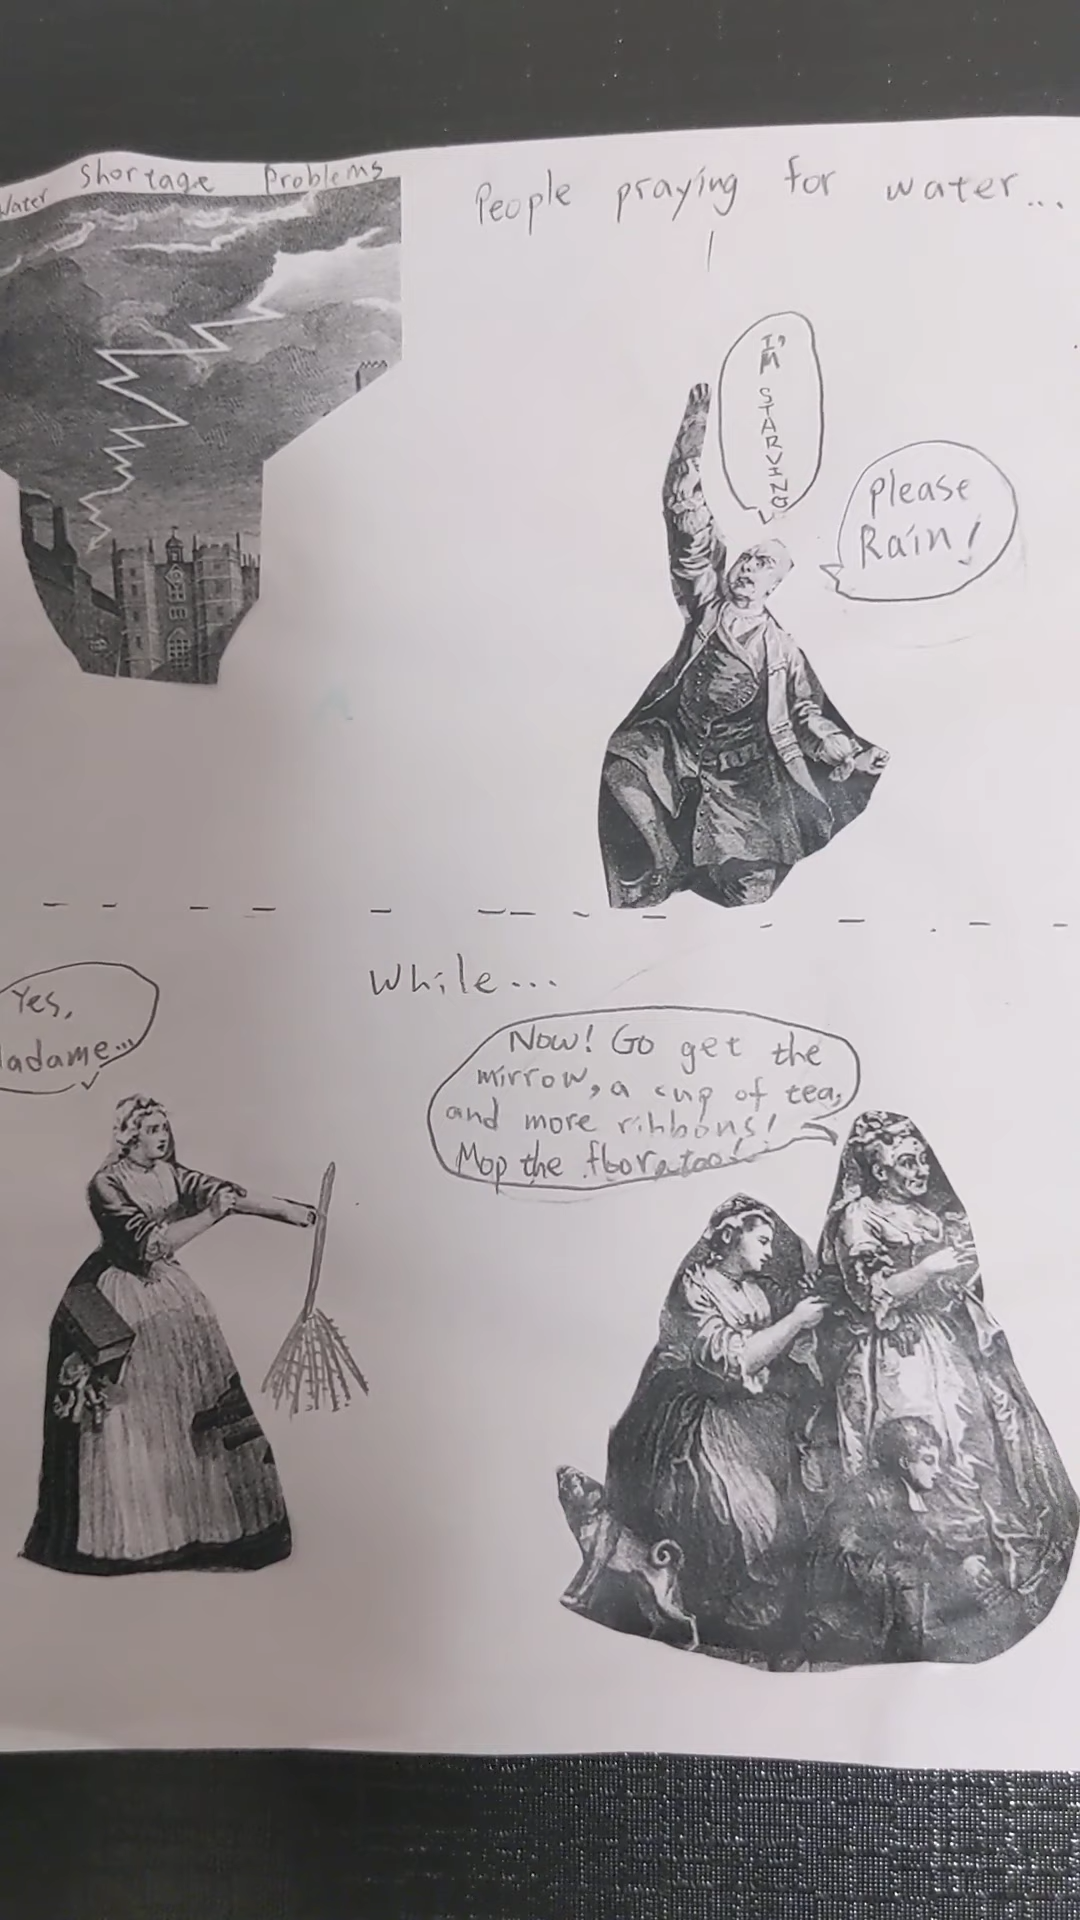 Water Shortage Problems
People praying for water...
I'M STARVING
please
Rain!
While...
Yes,
Madame...
Now! Go get the
mirrow, a cup of tea,
and more ribbons!
Mop the floor, too!